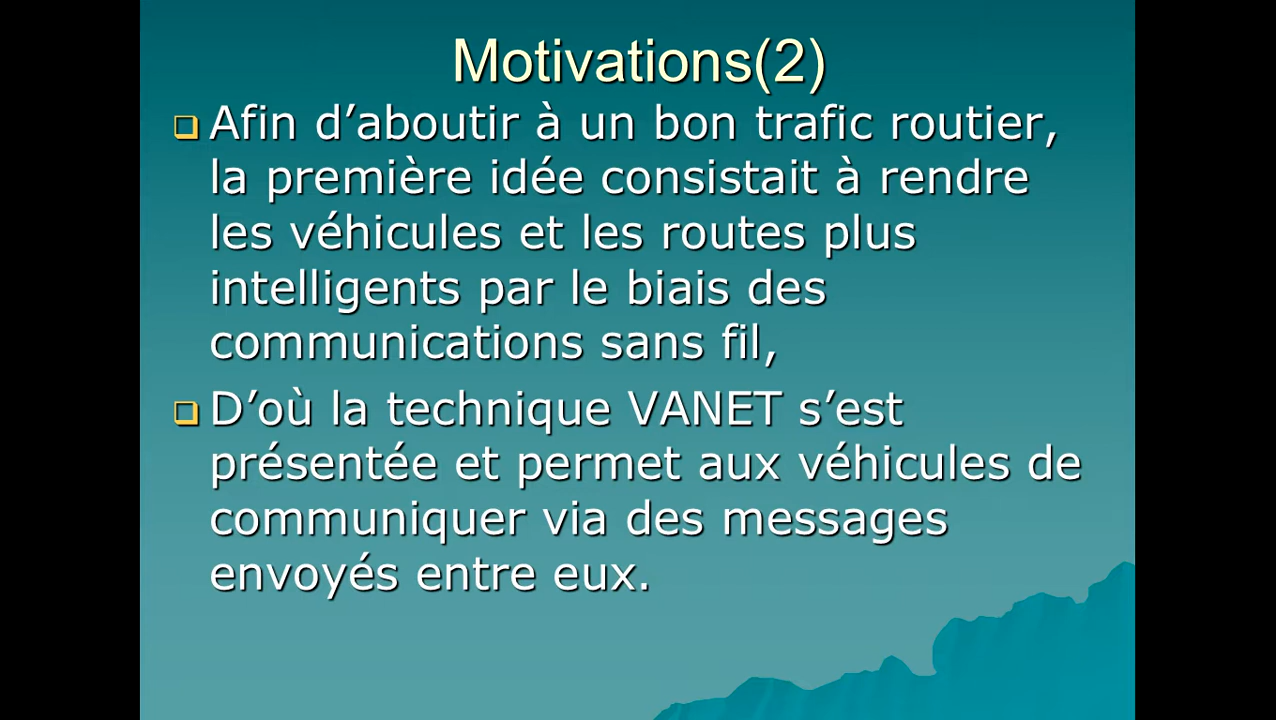 Motivations(2)
Afin d’aboutir à un bon trafic routier,
la première idée consistait à rendre
les véhicules et les routes plus
intelligents par le biais des
communications sans fil,
D’où la technique VANET s’est
présentée et permet aux véhicules de
communiquer via des messages
envoyés entre eux.